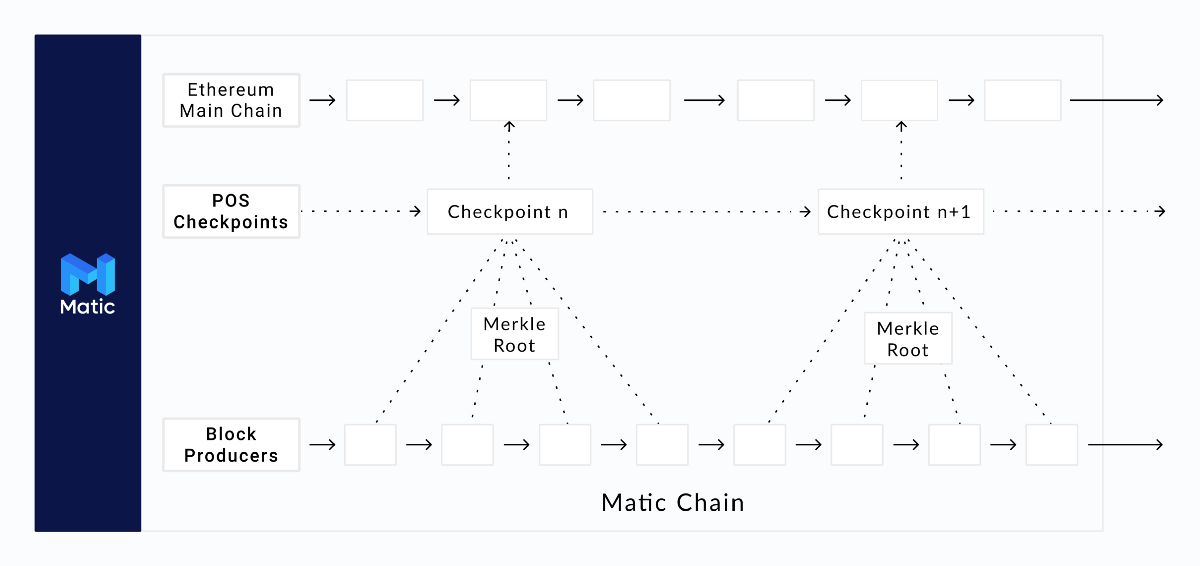 Ethereum
Main Chain
POS
Checkpoints
Checkpoint n
Checkpoint n+1
Matic
Merkle
Root
Merkle
Root
Block
Producers
Matic Chain